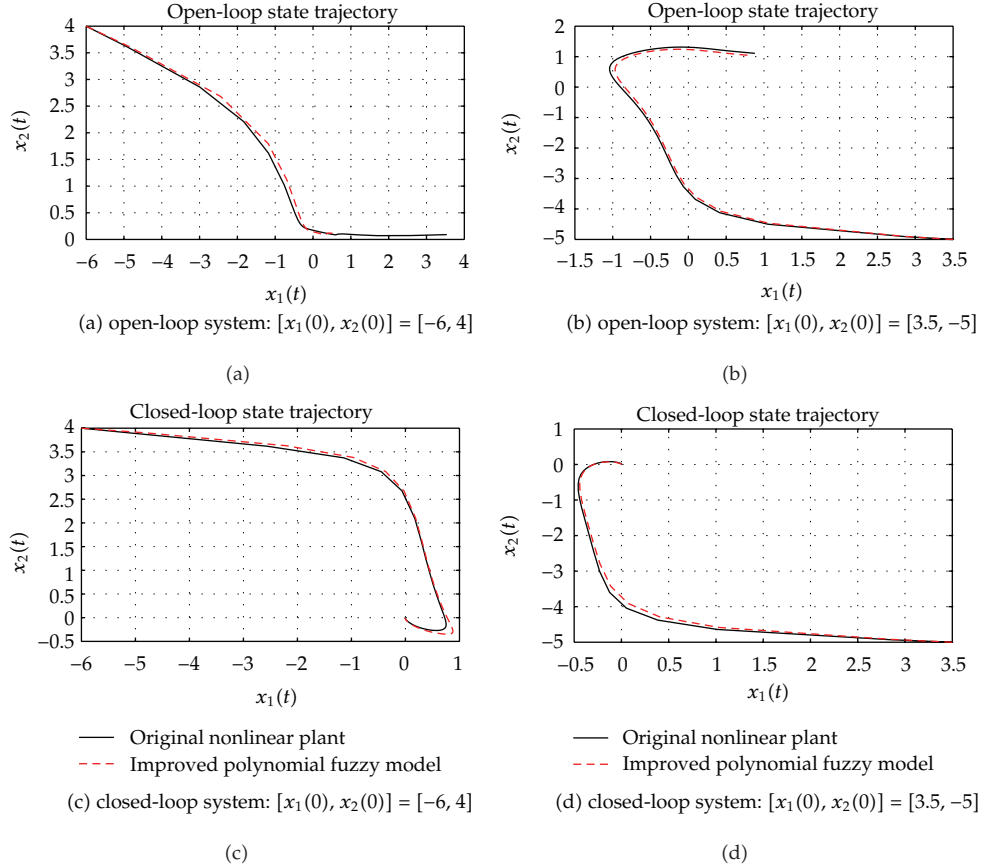 Open-loop state trajectory
4
3.5
3
2.5
2
1.5
1
0.5
0
x₂(t)
−6 −5 −4 −3 −2 −1 0 1 2 3 4
x₁(t)
(a) open-loop system: [x₁(0), x₂(0)] = [−6, 4]
(a)
Open-loop state trajectory
2
1
0
−1
−2
−3
−4
−5
x₂(t)
−1.5 −1 −0.5 0 0.5 1 1.5 2 2.5 3 3.5
x₁(t)
(b) open-loop system: [x₁(0), x₂(0)] = [3.5, −5]
(b)
Closed-loop state trajectory
4
3.5
3
2.5
2
1.5
1
0.5
0
−0.5
x₂(t)
−6 −5 −4 −3 −2 −1 0 1
x₁(t)
Original nonlinear plant
Improved polynomial fuzzy model
(c) closed-loop system: [x₁(0), x₂(0)] = [−6, 4]
(c)
Closed-loop state trajectory
1
0
−1
−2
−3
−4
−5
x₂(t)
−0.5 0 0.5 1 1.5 2 2.5 3 3.5
x₁(t)
Original nonlinear plant
Improved polynomial fuzzy model
(d) closed-loop system: [x₁(0), x₂(0)] = [3.5, −5]
(d)